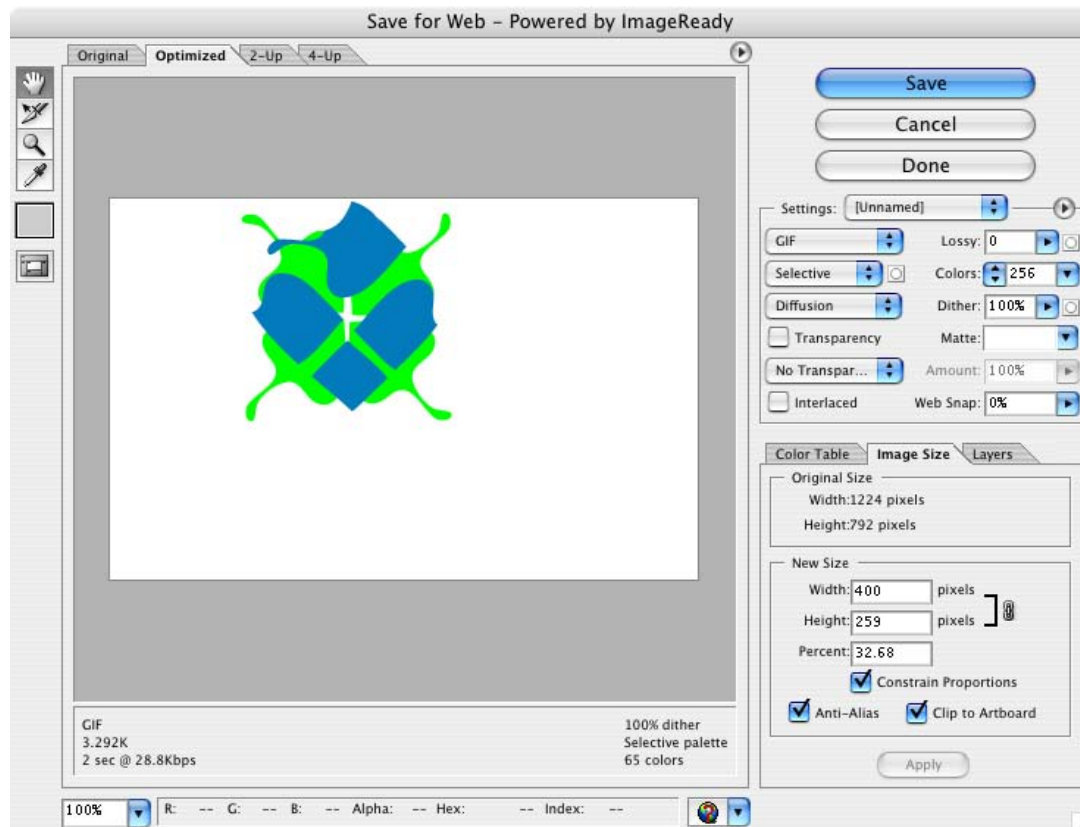 Save for Web – Powered by ImageReady
Original Optimized 2-Up 4-Up
Save
Cancel
Done
Settings: [Unnamed]
GIF Lossy: 0
Selective Colors: 256
Diffusion Dither: 100%
Transparency Matte:
No Transpar... Amount: 100%
Interlaced Web Snap: 0%
Color Table Image Size Layers
Original Size
Width:1224 pixels
Height:792 pixels
New Size
Width: 400 pixels
Height: 259 pixels
Percent: 32.68
Constrain Proportions
Anti-Alias Clip to Artboard
Apply
GIF 100% dither
3.292K Selective palette
2 sec @ 28.8Kbps 65 colors
100% R: -- G: -- B: -- Alpha: -- Hex: -- Index: --